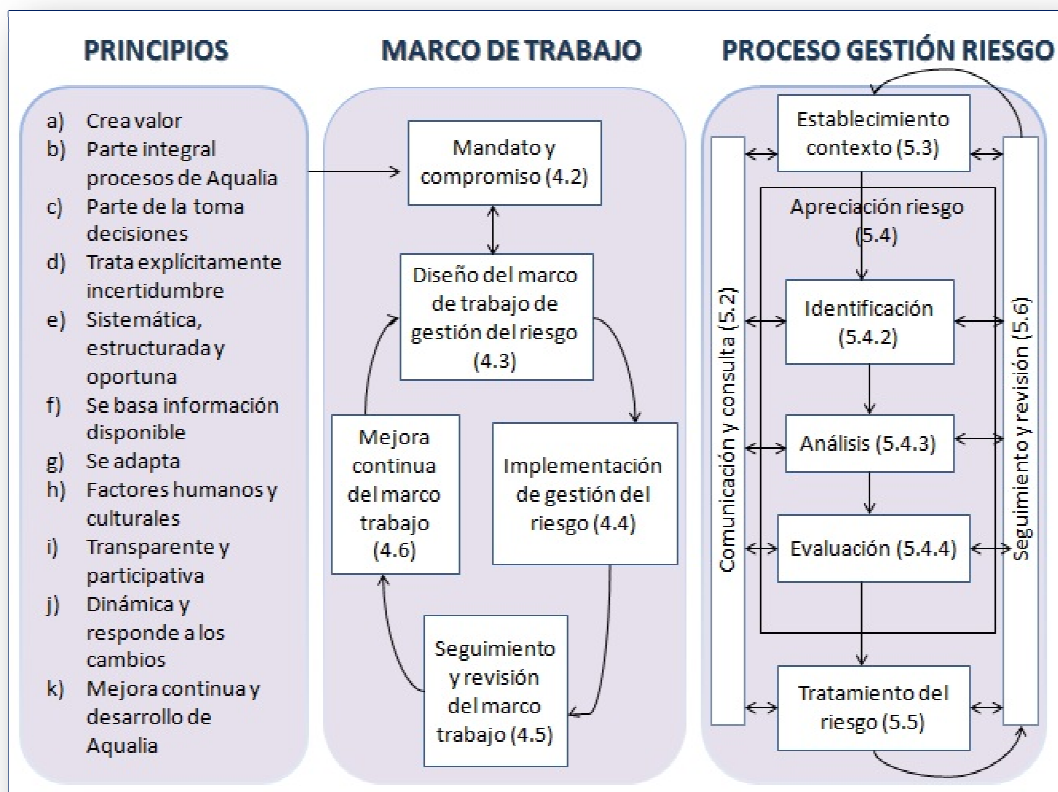 PRINCIPIOS
a) Crea valor
b) Parte integral
procesos de Aqualia
c) Parte de la toma
decisiones
d) Trata explícitamente
incertidumbre
e) Sistemática,
estructurada y
oportuna
f) Se basa información
disponible
g) Se adapta
h) Factores humanos y
culturales
i) Transparente y
participativa
j) Dinámica y
responde a los
cambios
k) Mejora continua y
desarrollo de
Aqualia
MARCO DE TRABAJO
Mandato y
compromiso (4.2)
Diseño del marco
de trabajo de
gestión del riesgo
(4.3)
Mejora
continua
del marco
trabajo
(4.6)
Implementación
de gestión del
riesgo (4.4)
Seguimiento
y revisión
del marco
trabajo (4.5)
PROCESO GESTIÓN RIESGO
Establecimiento
contexto (5.3)
Apreciación riesgo
(5.4)
Identificación
(5.4.2)
Análisis (5.4.3)
Evaluación (5.4.4)
Tratamiento del
riesgo (5.5)
Comunicación y consulta (5.2)
Seguimiento y revisión (5.6)